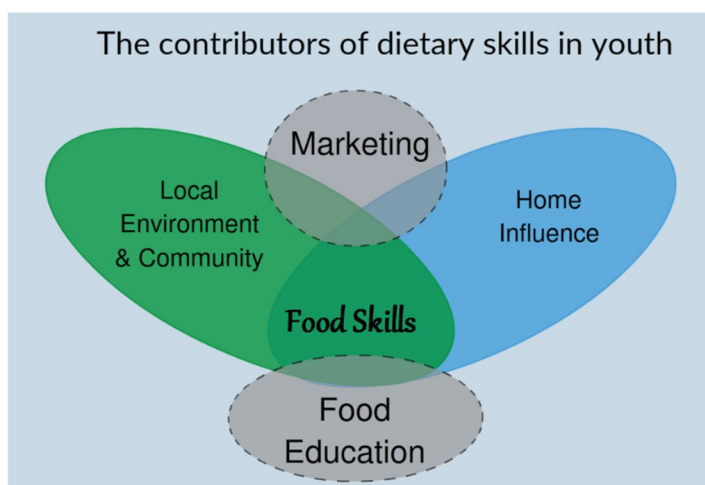 The contributors of dietary skills in youth
Marketing
Local
Environment
& Community
Home
Influence
Food Skills
Food
Education